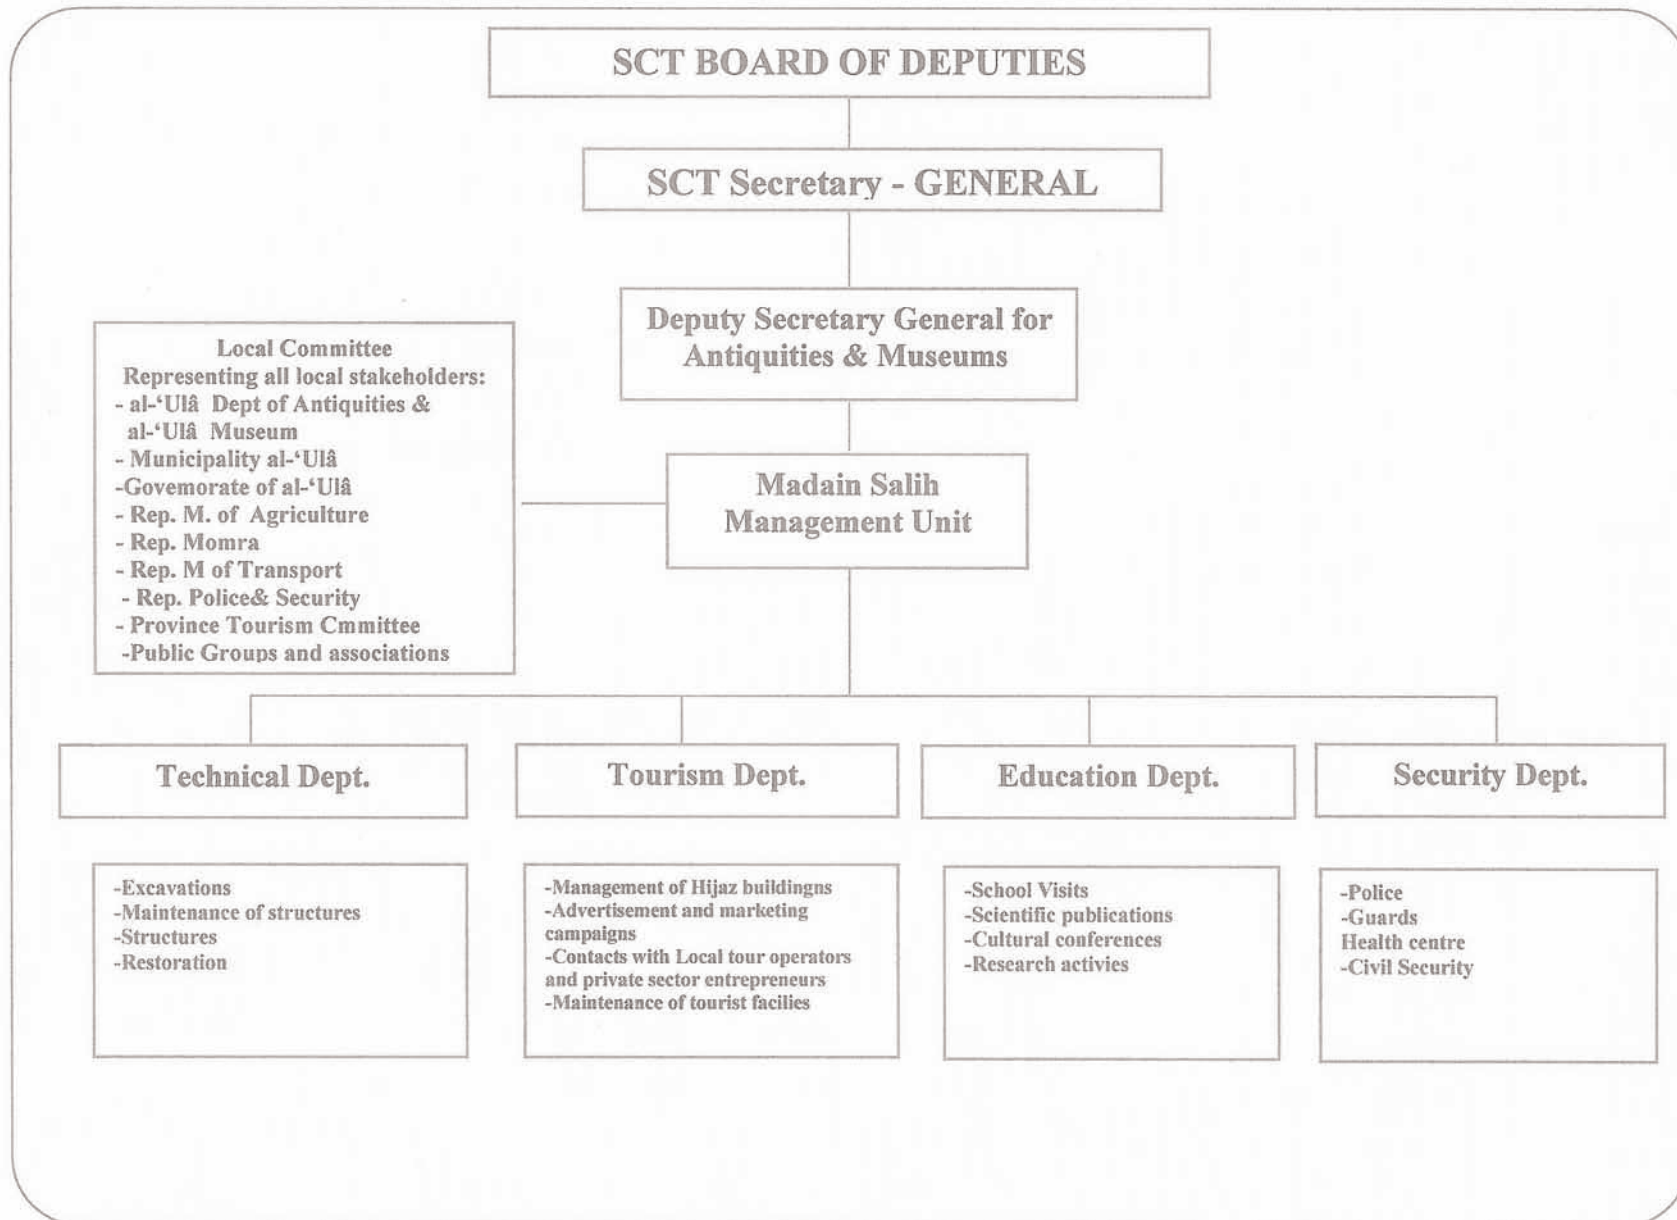 SCT BOARD OF DEPUTIES
SCT Secretary - GENERAL
Deputy Secretary General for
Antiquities & Museums
Local Committee
Representing all local stakeholders:
- al-‘Ulâ Dept of Antiquities &
al-‘Ulâ Museum
- Municipality al-‘Ulâ
-Govemorate of al-‘Ulâ
- Rep. M. of Agriculture
- Rep. Momra
- Rep. M of Transport
- Rep. Police& Security
- Province Tourism Cmmittee
-Public Groups and associations
Madain Salih
Management Unit
Technical Dept.
Tourism Dept.
Education Dept.
Security Dept.
-Excavations
-Maintenance of structures
-Structures
-Restoration
-Management of Hijaz buildingns
-Advertisement and marketing
campaigns
-Contacts with Local tour operators
and private sector entrepreneurs
-Maintenance of tourist facilies
-School Visits
-Scientific publications
-Cultural conferences
-Research activies
-Police
-Guards
Health centre
-Civil Security